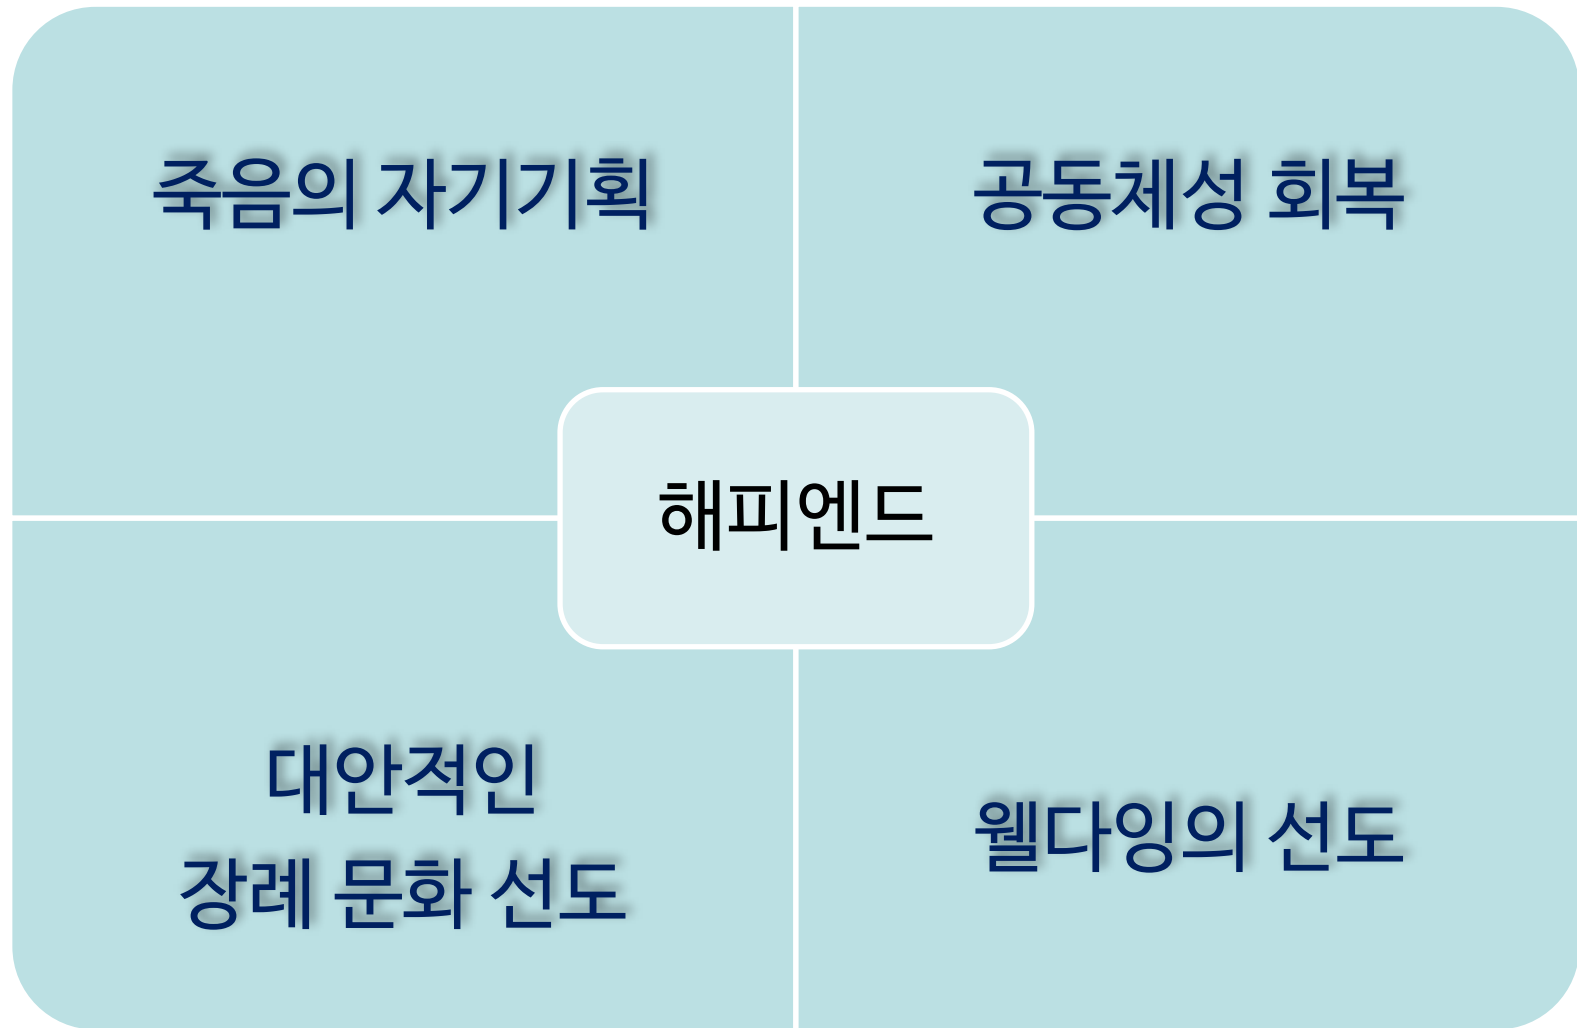 죽음의 자기기획
공동체성 회복
해피엔드
대안적인
장례 문화 선도
웰다잉의 선도